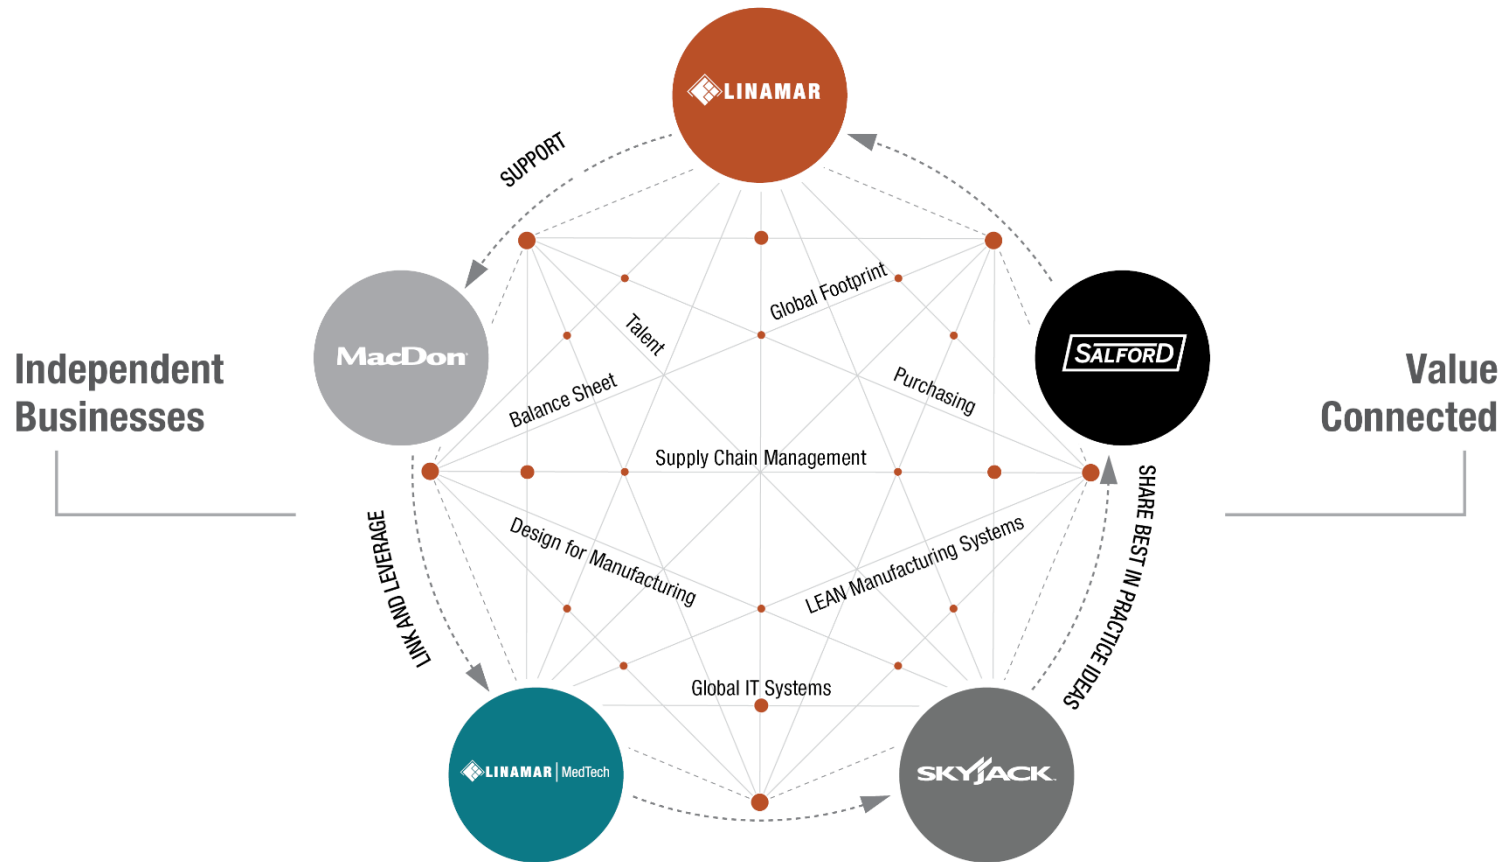 LINAMAR
SUPPORT
Global Footprint
Talent
MacDon
SALFORD
Independent
Businesses
Value
Connected
Balance Sheet
Purchasing
Supply Chain Management
LINK AND LEVERAGE
Design for Manufacturing
LEAN Manufacturing Systems
SHARE BEST IN PRACTICE IDEAS
Global IT Systems
LINAMAR | MedTech
SKYJACK